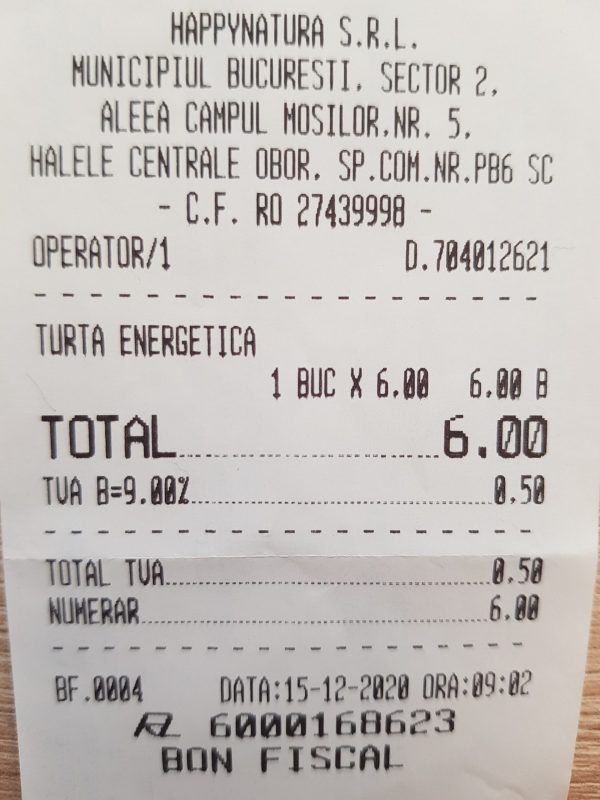 HAPPYNATURA S.R.L.
MUNICIPIUL BUCURESTI, SECTOR 2,
ALEEA CAMPUL MOSILOR,NR. 5,
HALELE CENTRALE OBOR, SP.COM.NR.PB6 SC
- C.F. RO 27439998 -
OPERATOR/1 D.704012621
- - - - - - - - - - - - - - - - - - -
TURTA ENERGETICA
1 BUC X 6.00 6.00 B
TOTAL..............................6.00
TVA B=9.00%..............................0.50
- - - - - - - - - - - - - - - - - - -
TOTAL TVA..............................0.50
NUMERAR..............................6.00
- - - - - - - - - - - - - - - - - - -
BF.0004 DATA:15-12-2020 ORA:09:02
6000168623
BON FISCAL